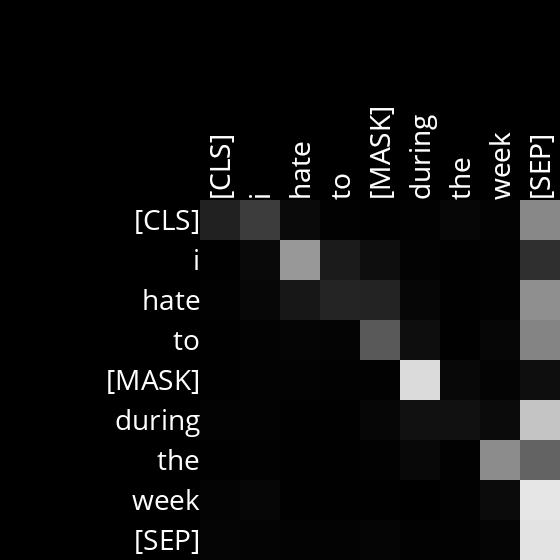 [CLS] i hate to [MASK] during the week [SEP]
[CLS]
i
hate
to
[MASK]
during
the
week
[SEP]